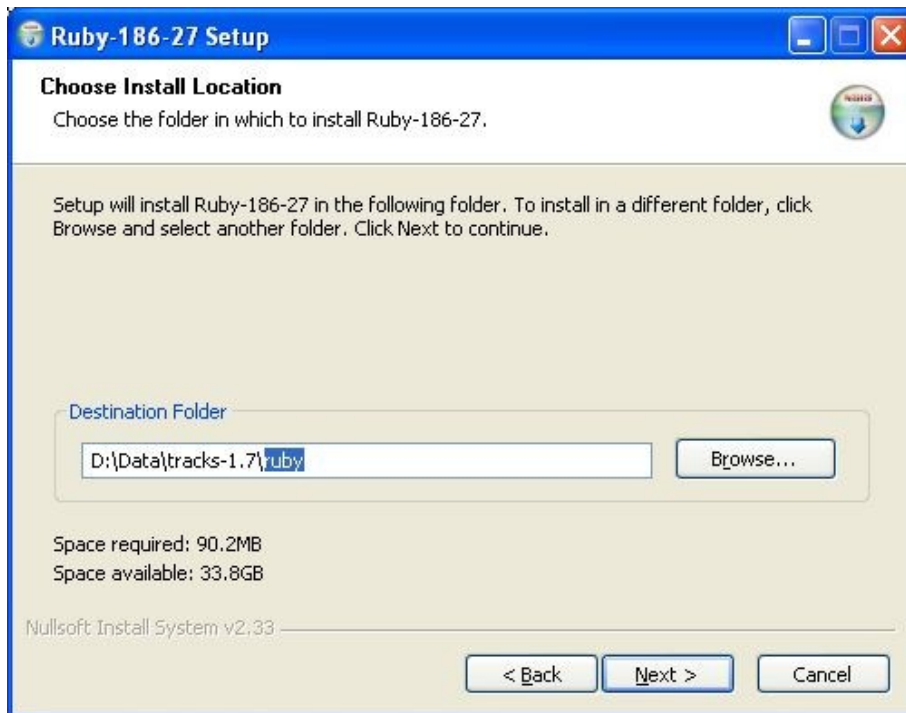 Ruby-186-27 Setup
Choose Install Location
Choose the folder in which to install Ruby-186-27.
Setup will install Ruby-186-27 in the following folder. To install in a different folder, click
Browse and select another folder. Click Next to continue.
Destination Folder
D:\Data\tracks-1.7\ruby
Browse...
Space required: 90.2MB
Space available: 33.8GB
Nullsoft Install System v2.33
< Back
Next >
Cancel